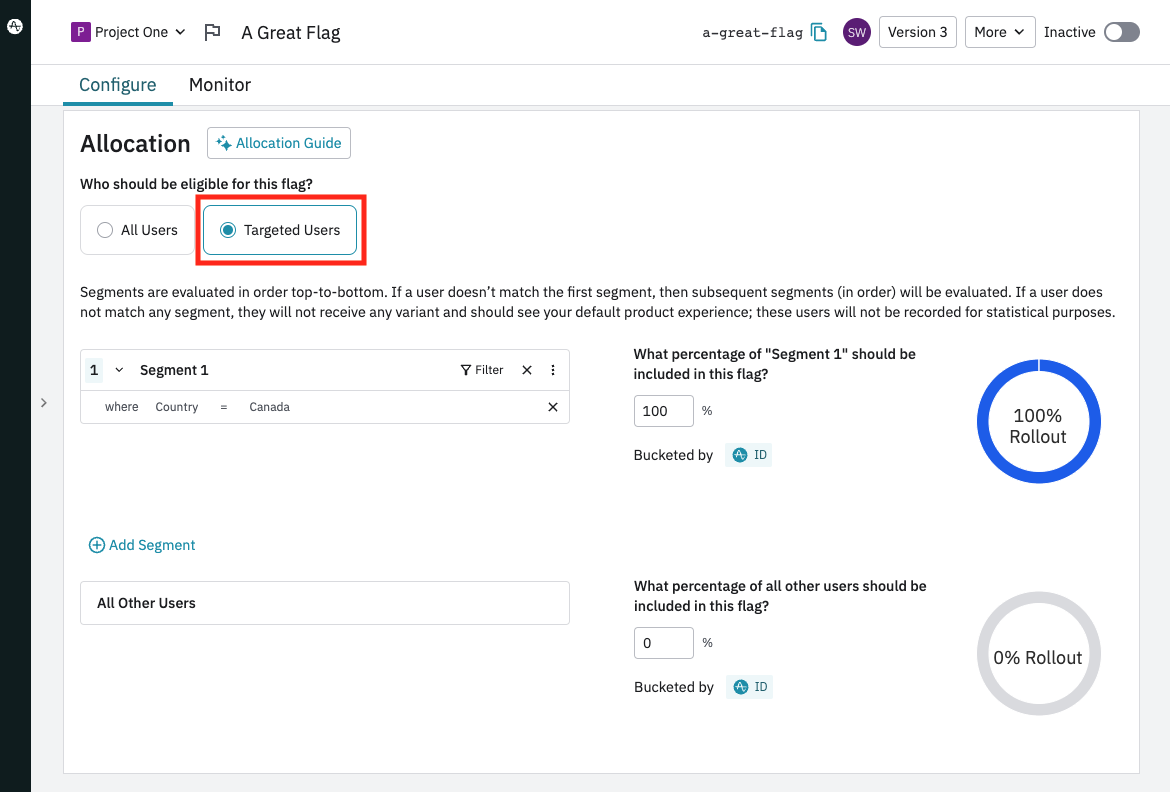 P Project One
A Great Flag
a-great-flag
SW
Version 3
More
Inactive
Configure
Monitor
Allocation
Allocation Guide
Who should be eligible for this flag?
All Users
Targeted Users
Segments are evaluated in order top-to-bottom. If a user doesn’t match the first segment, then subsequent segments (in order) will be evaluated. If a user does
not match any segment, they will not receive any variant and should see your default product experience; these users will not be recorded for statistical purposes.
1 Segment 1 Filter
where Country = Canada
What percentage of "Segment 1" should be
included in this flag?
100 %
Bucketed by ID
100%
Rollout
Add Segment
All Other Users
What percentage of all other users should be
included in this flag?
0 %
Bucketed by ID
0% Rollout